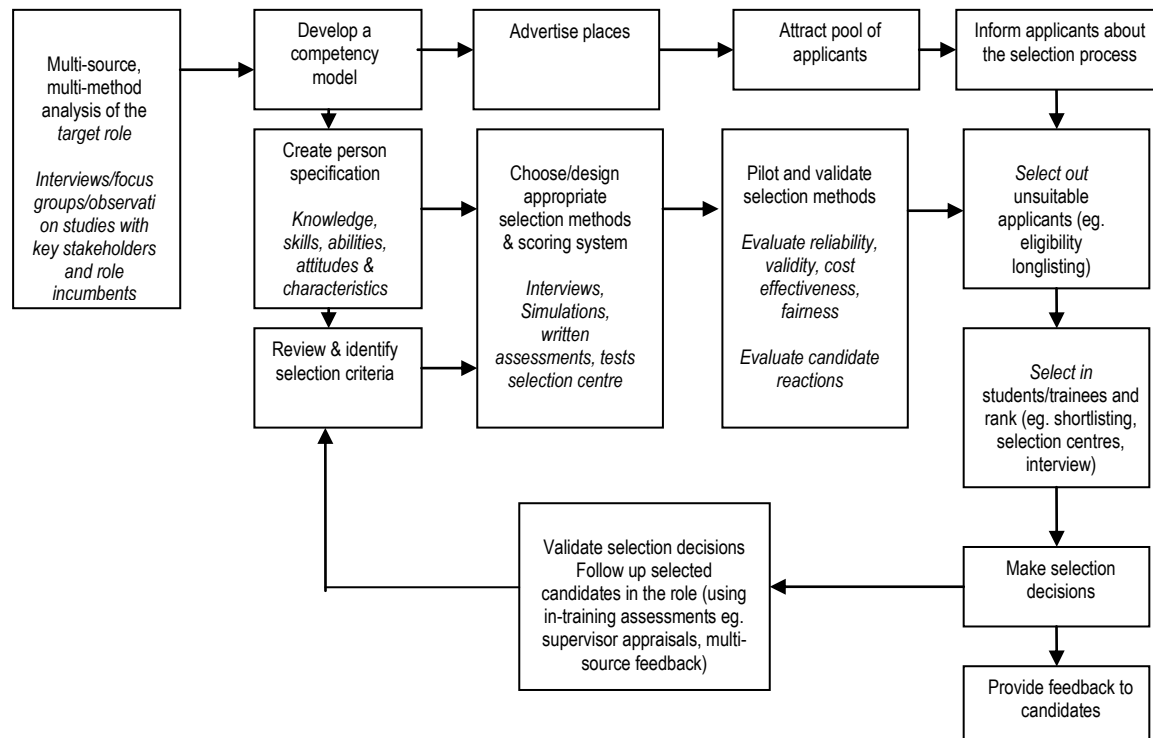 Multi-source,
multi-method
analysis of the
target role
Interviews/focus
groups/observati
on studies with
key stakeholders
and role
incumbents
Develop a
competency
model
Advertise places
Attract pool of
applicants
Inform applicants about
the selection process
Create person
specification
Knowledge,
skills, abilities,
attitudes &
characteristics
Choose/design
appropriate
selection methods
& scoring system
Interviews,
Simulations,
written
assessments, tests
selection centre
Pilot and validate
selection methods
Evaluate reliability,
validity, cost
effectiveness,
fairness
Evaluate candidate
reactions
Select out
unsuitable
applicants (eg.
eligibility
longlisting)
Review & identify
selection criteria
Select in
students/trainees and
rank (eg. shortlisting,
selection centres,
interview)
Validate selection decisions
Follow up selected
candidates in the role (using
in-training assessments eg.
supervisor appraisals, multi-
source feedback)
Make selection
decisions
Provide feedback to
candidates